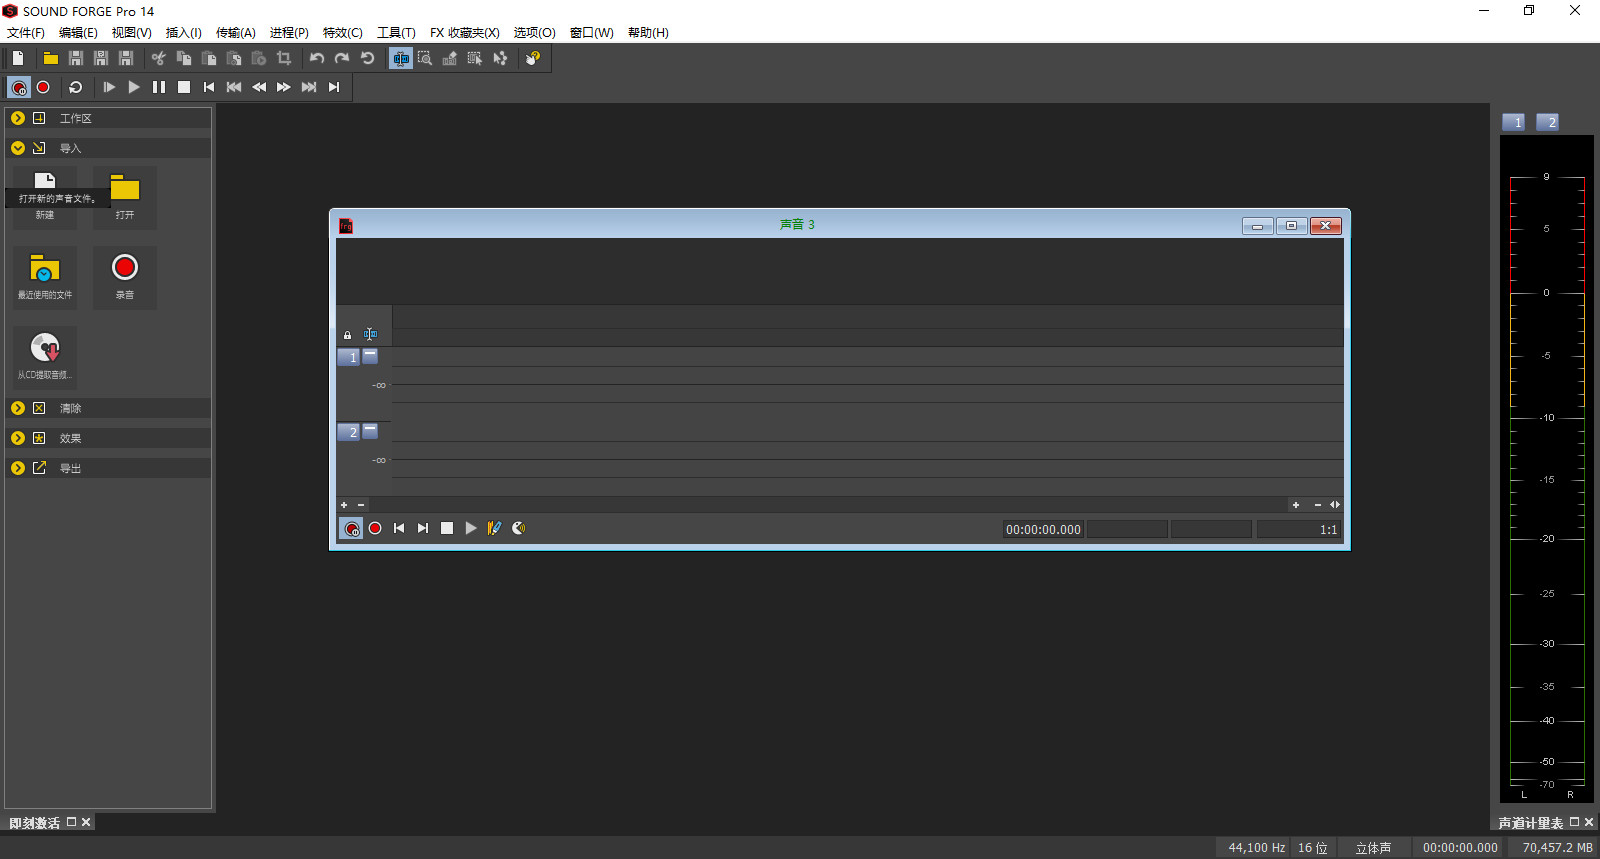 SOUND FORGE Pro 14
文件(F) 编辑(E) 视图(V) 插入(I) 传输(A) 进程(P) 特效(C) 工具(T) FX 收藏夹(X) 选项(O) 窗口(W) 帮助(H)
工作区
导入
打开新的声音文件。
新建
打开
最近使用的文件
录音
从CD提取音频...
清除
效果
导出
即刻激活
frg
声音 3
1
-∞
2
-∞
00:00:00.000
1:1
1 2
9
5
0
-5
-10
-15
-20
-25
-30
-35
-40
-50
-70
L R
声道计量表
44,100 Hz 16 位 立体声 00:00:00.000 70,457.2 MB